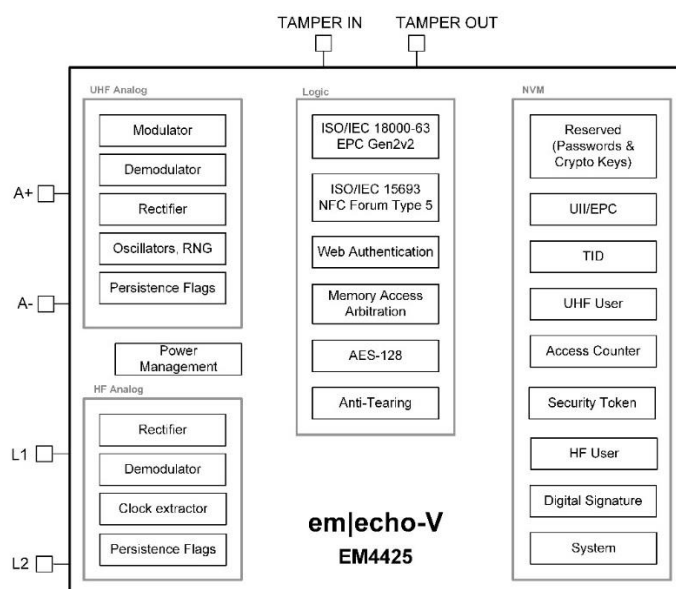 TAMPER IN
TAMPER OUT
UHF Analog
Modulator
Demodulator
Rectifier
Oscillators, RNG
Persistence Flags
A+
A-
Power
Management
HF Analog
Rectifier
Demodulator
Clock extractor
Persistence Flags
L1
L2
Logic
ISO/IEC 18000-63
EPC Gen2v2
ISO/IEC 15693
NFC Forum Type 5
Web Authentication
Memory Access
Arbitration
AES-128
Anti-Tearing
em|echo-V
EM4425
NVM
Reserved
(Passwords &
Crypto Keys)
UII/EPC
TID
UHF User
Access Counter
Security Token
HF User
Digital Signature
System